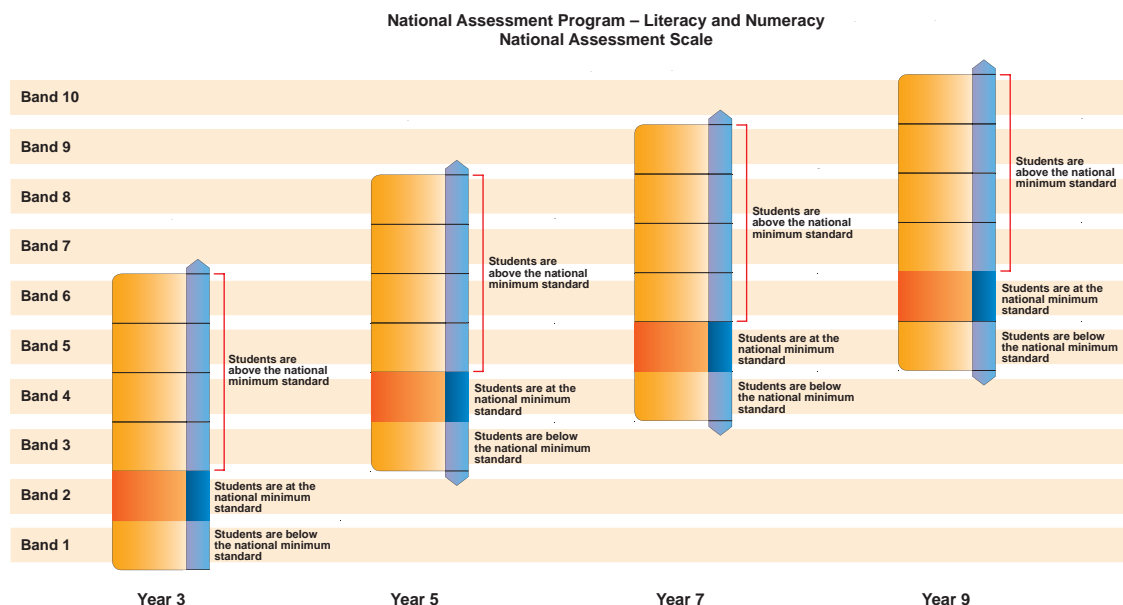 National Assessment Program – Literacy and Numeracy
National Assessment Scale
Band 10
Band 9
Band 8
Band 7
Band 6
Band 5
Band 4
Band 3
Band 2
Band 1
Students are
above the national
minimum standard
Students are at the
national minimum
standard
Students are below
the national minimum
standard
Students are
above the national
minimum standard
Students are at the
national minimum
standard
Students are below
the national minimum
standard
Students are
above the national
minimum standard
Students are at the
national minimum
standard
Students are below
the national minimum
standard
Students are
above the national
minimum standard
Students are at the
national minimum
standard
Students are below
the national minimum
standard
Year 3
Year 5
Year 7
Year 9